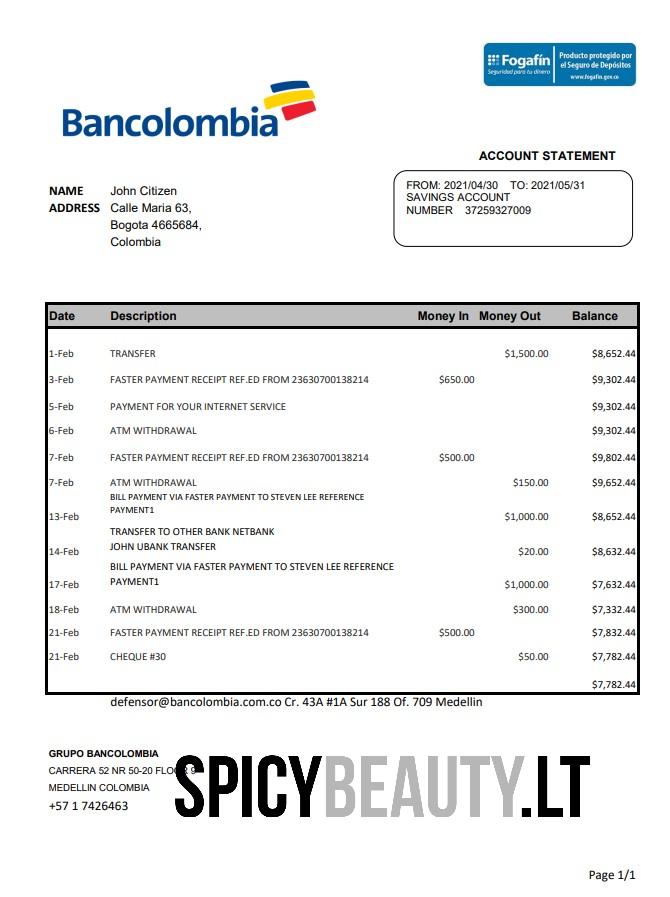 Fogafín
Seguridad para tu dinero
Producto protegido por
el Seguro de Depósitos
www.fogafin.gov.co
Bancolombia
ACCOUNT STATEMENT
NAME John Citizen
ADDRESS Calle Maria 63,
Bogota 4665684,
Colombia
FROM: 2021/04/30 TO: 2021/05/31
SAVINGS ACCOUNT
NUMBER 37259327009
Date Description Money In Money Out Balance
1-Feb TRANSFER $1,500.00 $8,652.44
3-Feb FASTER PAYMENT RECEIPT REF.ED FROM 23630700138214 $650.00 $9,302.44
5-Feb PAYMENT FOR YOUR INTERNET SERVICE $9,302.44
6-Feb ATM WITHDRAWAL $9,302.44
7-Feb FASTER PAYMENT RECEIPT REF.ED FROM 23630700138214 $500.00 $9,802.44
7-Feb ATM WITHDRAWAL $150.00 $9,652.44
BILL PAYMENT VIA FASTER PAYMENT TO STEVEN LEE REFERENCE
PAYMENT1
13-Feb $1,000.00 $8,652.44
TRANSFER TO OTHER BANK NETBANK
JOHN UBANK TRANSFER
14-Feb $20.00 $8,632.44
BILL PAYMENT VIA FASTER PAYMENT TO STEVEN LEE REFERENCE
PAYMENT1
17-Feb $1,000.00 $7,632.44
18-Feb ATM WITHDRAWAL $300.00 $7,332.44
21-Feb FASTER PAYMENT RECEIPT REF.ED FROM 23630700138214 $500.00 $7,832.44
21-Feb CHEQUE #30 $50.00 $7,782.44
$7,782.44
defensor@bancolombia.com.co Cr. 43A #1A Sur 188 Of. 709 Medellin
GRUPO BANCOLOMBIA
CARRERA 52 NR 50-20 FLOOR 9
MEDELLIN COLOMBIA
+57 1 7426463
SPICYBEAUTY.LT
Page 1/1